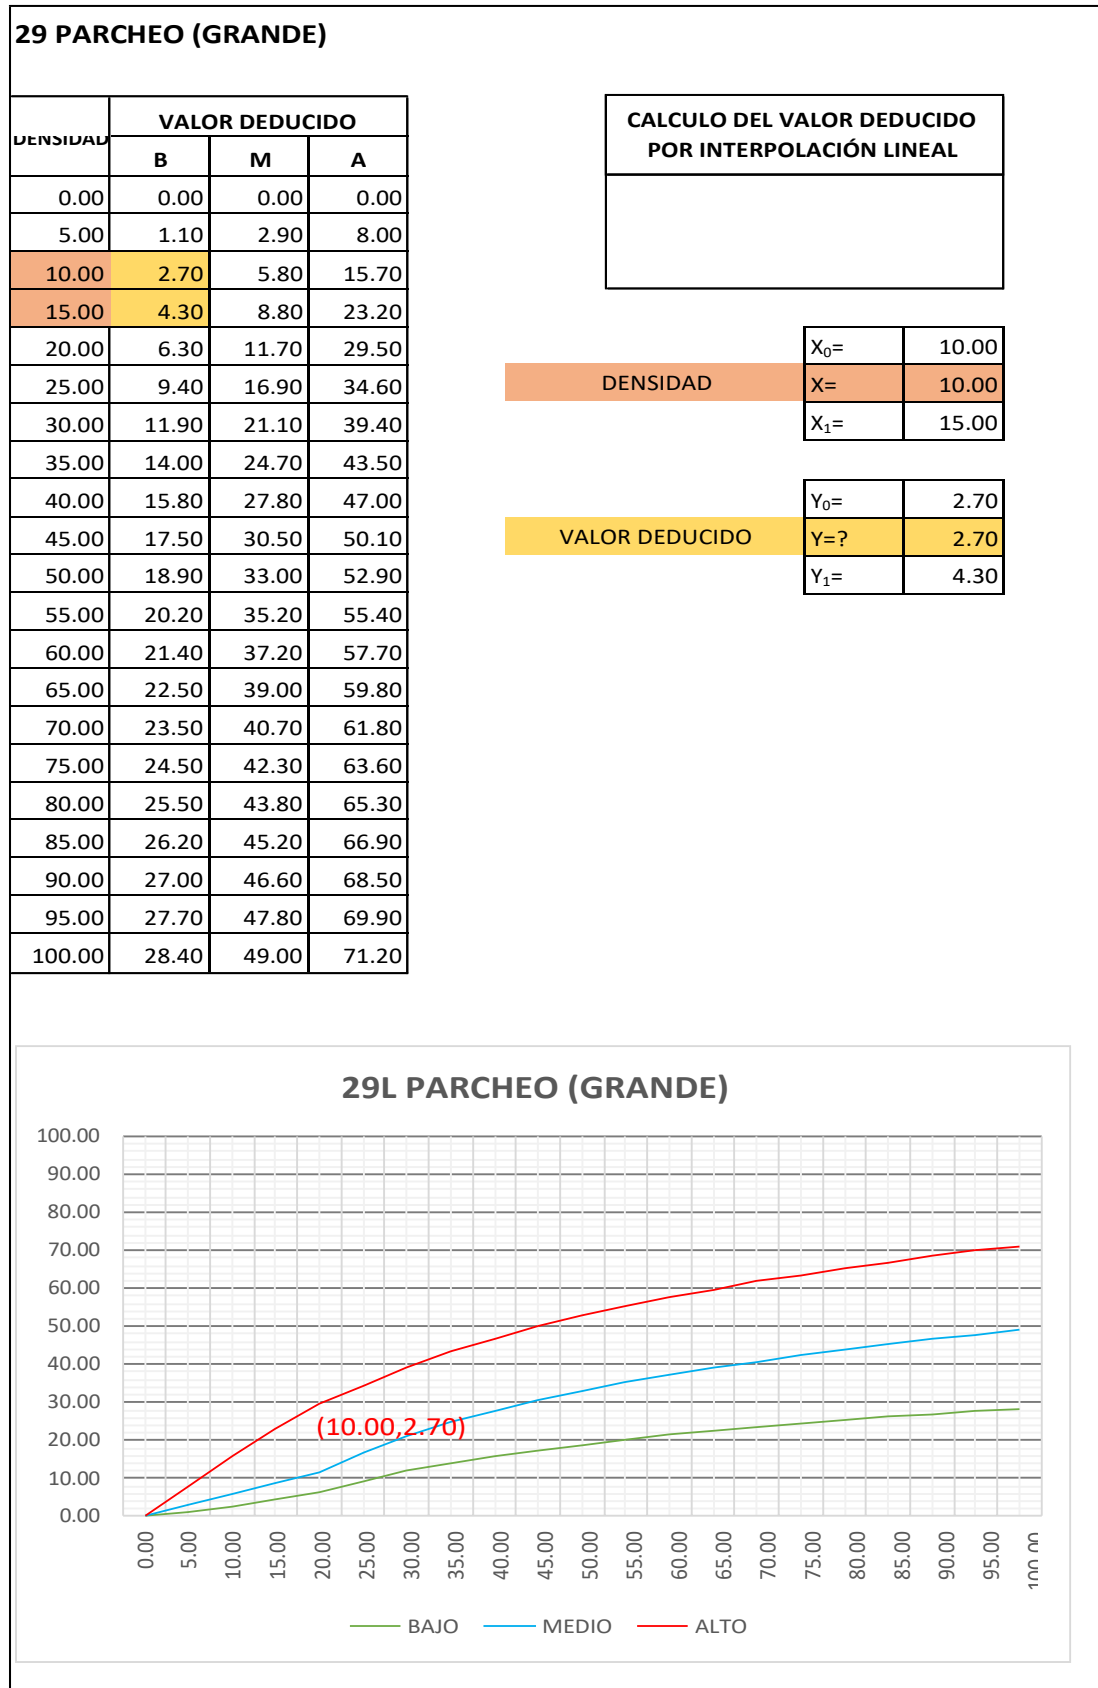 29 PARCHEO (GRANDE)
DENSIDAD VALOR DEDUCIDO
B M A
0.00 0.00 0.00 0.00
5.00 1.10 2.90 8.00
10.00 2.70 5.80 15.70
15.00 4.30 8.80 23.20
20.00 6.30 11.70 29.50
25.00 9.40 16.90 34.60
30.00 11.90 21.10 39.40
35.00 14.00 24.70 43.50
40.00 15.80 27.80 47.00
45.00 17.50 30.50 50.10
50.00 18.90 33.00 52.90
55.00 20.20 35.20 55.40
60.00 21.40 37.20 57.70
65.00 22.50 39.00 59.80
70.00 23.50 40.70 61.80
75.00 24.50 42.30 63.60
80.00 25.50 43.80 65.30
85.00 26.20 45.20 66.90
90.00 27.00 46.60 68.50
95.00 27.70 47.80 69.90
100.00 28.40 49.00 71.20
CALCULO DEL VALOR DEDUCIDO
POR INTERPOLACIÓN LINEAL
X₀= 10.00
DENSIDAD X= 10.00
X₁= 15.00
Y₀= 2.70
VALOR DEDUCIDO Y=? 2.70
Y₁= 4.30
29L PARCHEO (GRANDE)
100.00
90.00
80.00
70.00
60.00
50.00
40.00
30.00
20.00
10.00
0.00
(10.00,2.70)
0.00 5.00 10.00 15.00 20.00 25.00 30.00 35.00 40.00 45.00 50.00 55.00 60.00 65.00 70.00 75.00 80.00 85.00 90.00 95.00 100.00
BAJO MEDIO ALTO